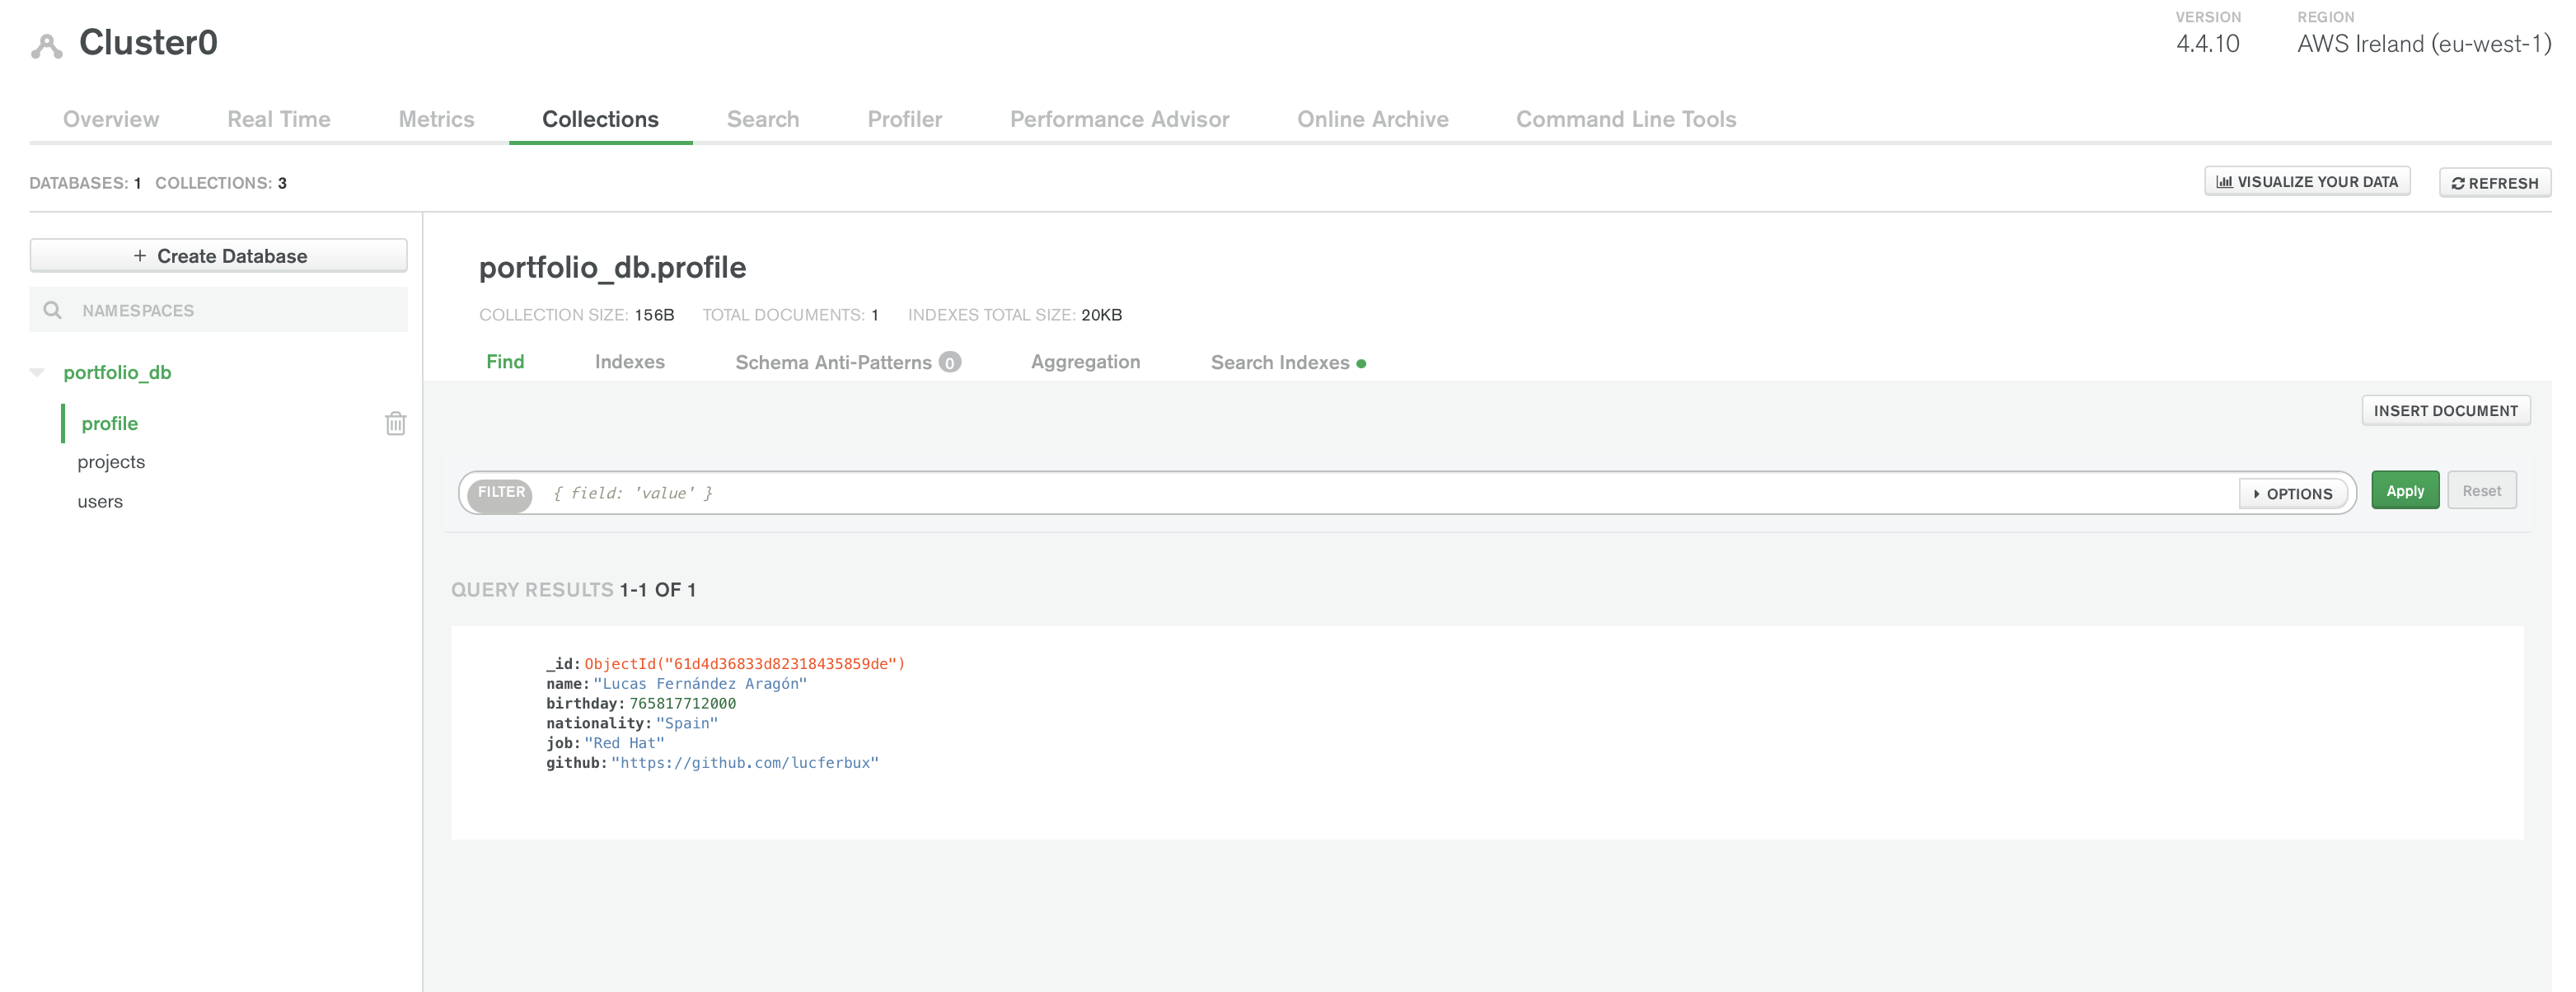 Cluster0
VERSION
4.4.10
REGION
AWS Ireland (eu-west-1)
Overview Real Time Metrics Collections Search Profiler Performance Advisor Online Archive Command Line Tools
DATABASES: 1 COLLECTIONS: 3
VISUALIZE YOUR DATA
REFRESH
+ Create Database
NAMESPACES
portfolio_db
profile
projects
users
portfolio_db.profile
COLLECTION SIZE: 156B TOTAL DOCUMENTS: 1 INDEXES TOTAL SIZE: 20KB
Find Indexes Schema Anti-Patterns 0 Aggregation Search Indexes
INSERT DOCUMENT
FILTER { field: 'value' } OPTIONS Apply Reset
QUERY RESULTS 1-1 OF 1
_id: ObjectId("61d4d36833d82318435859de")
name: "Lucas Fernández Aragón"
birthday: 765817712000
nationality: "Spain"
job: "Red Hat"
github: "https://github.com/lucferbux"